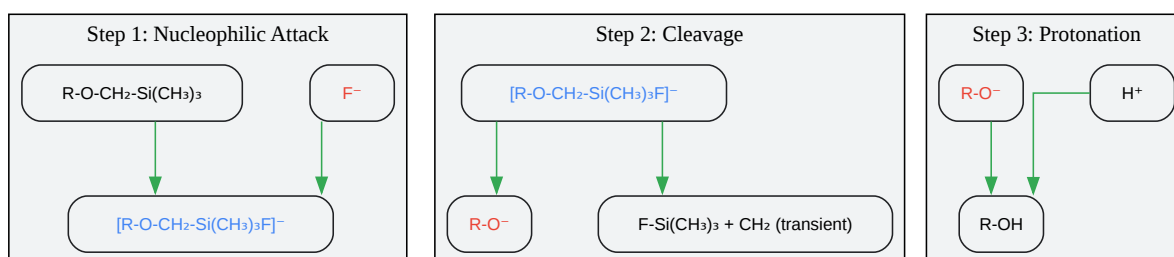 Step 1: Nucleophilic Attack
R-O-CH₂-Si(CH₃)₃
F⁻
[R-O-CH₂-Si(CH₃)₃F]⁻
Step 2: Cleavage
[R-O-CH₂-Si(CH₃)₃F]⁻
R-O⁻
F-Si(CH₃)₃ + CH₂ (transient)
Step 3: Protonation
R-O⁻
H⁺
R-OH